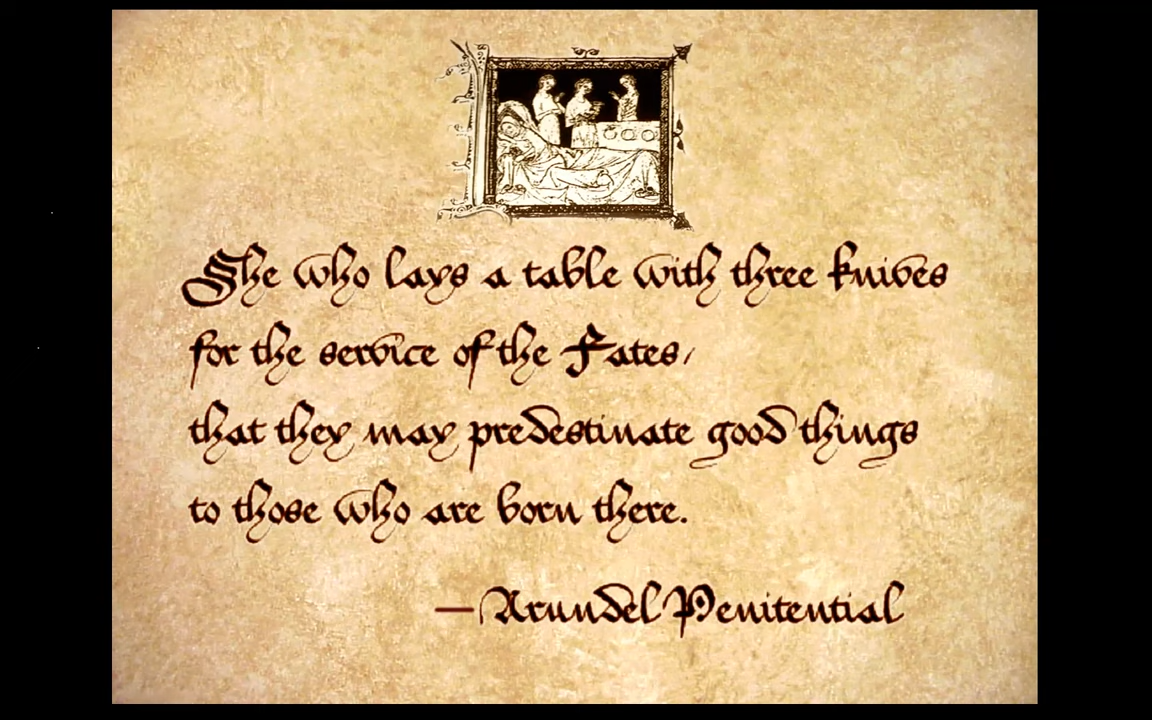 She who lays a table with three knives
for the service of the Fates,
that they may predestinate good things
to those who are born there.
— Arundel Penitential